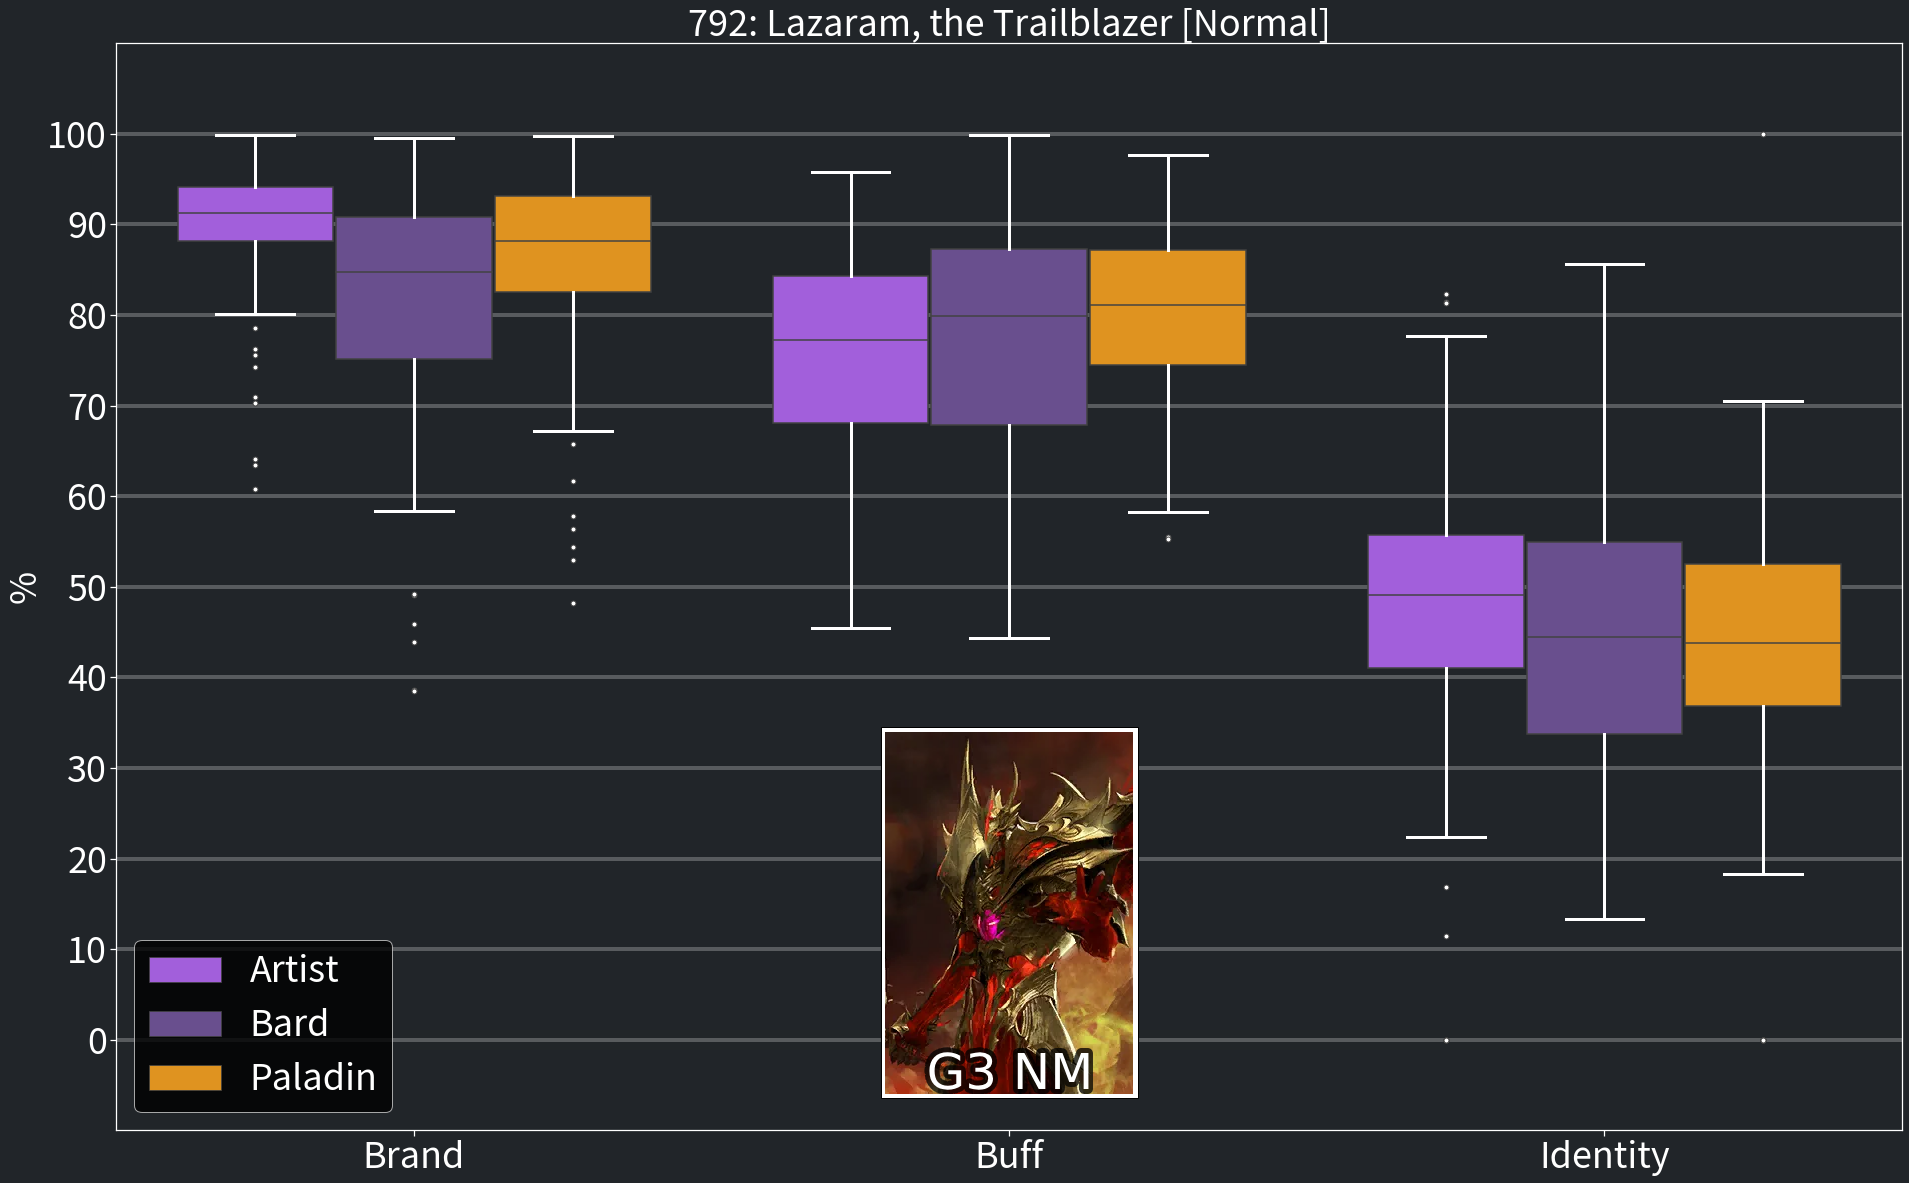 792: Lazaram, the Trailblazer [Normal]
%
100
90
80
70
60
50
40
30
20
10
0
Artist
Bard
Paladin
G3 NM
Brand
Buff
Identity